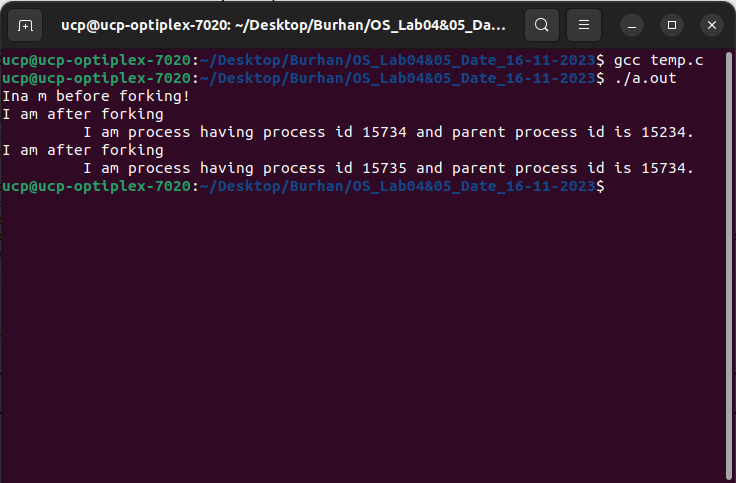 ucp@ucp-optiplex-7020: ~/Desktop/Burhan/OS_Lab04&05_Da...
ucp@ucp-optiplex-7020:~/Desktop/Burhan/OS_Lab04&05_Date_16-11-2023$ gcc temp.c
ucp@ucp-optiplex-7020:~/Desktop/Burhan/OS_Lab04&05_Date_16-11-2023$ ./a.out
Ina m before forking!
I am after forking
        I am process having process id 15734 and parent process id is 15234.
I am after forking
        I am process having process id 15735 and parent process id is 15734.
ucp@ucp-optiplex-7020:~/Desktop/Burhan/OS_Lab04&05_Date_16-11-2023$